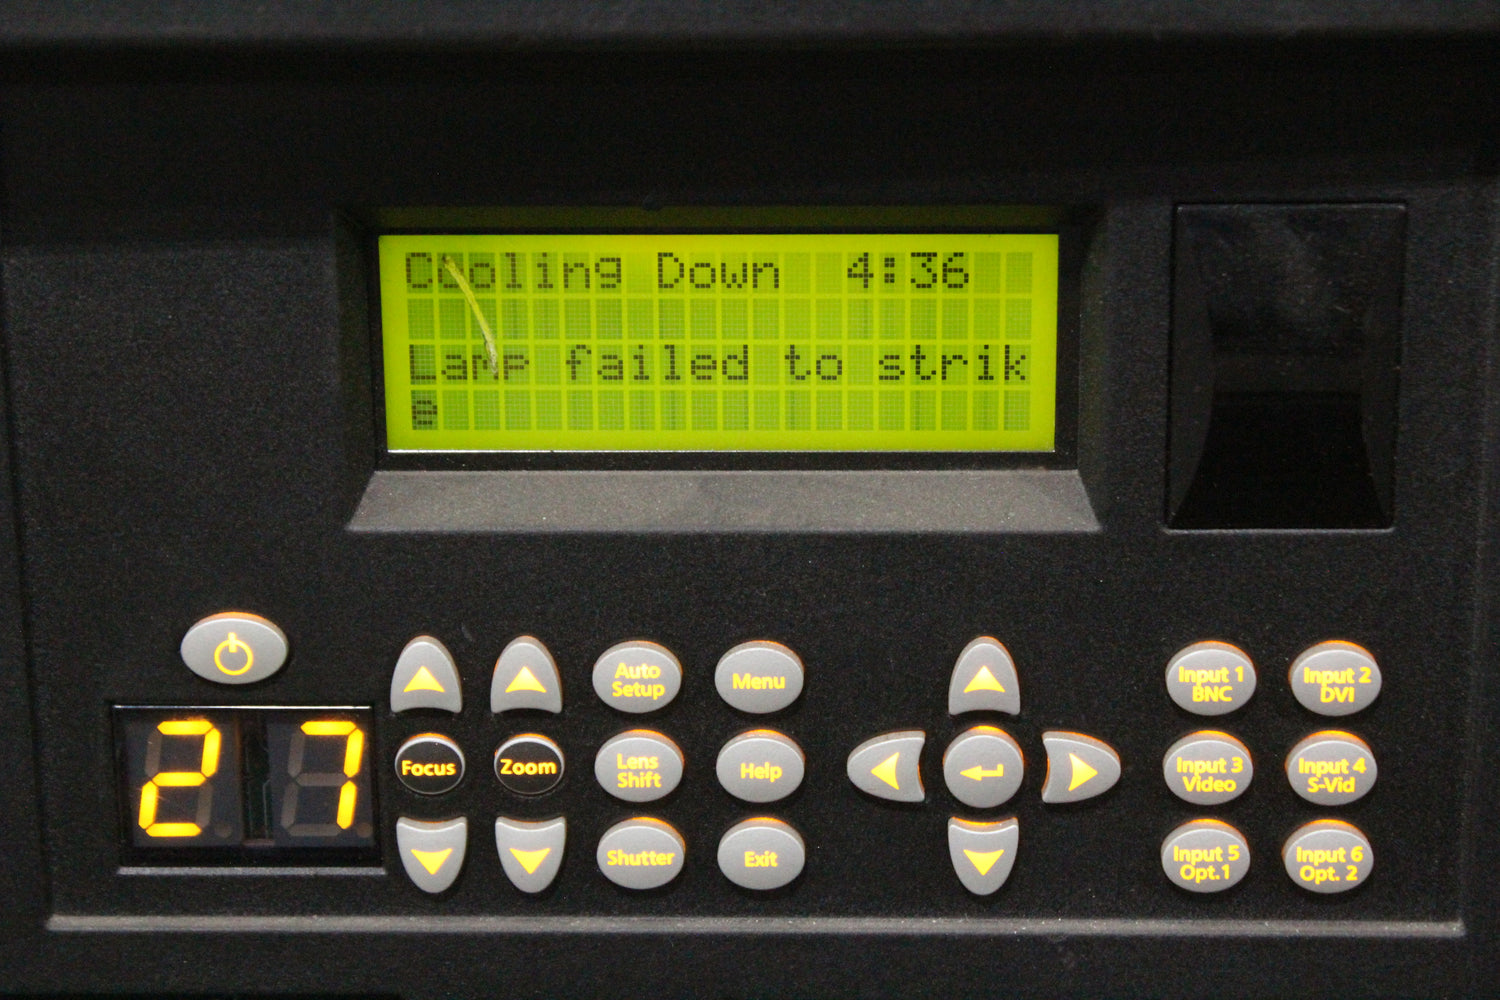 Cooling Down 4:36
Lamp failed to strik
e
27
Focus
Zoom
Auto
Setup
Lens
Shift
Shutter
Menu
Help
Exit
Input 1
BNC
Input 2
DVI
Input 3
Video
Input 4
S-Vid
Input 5
Opt.1
Input 6
Opt. 2